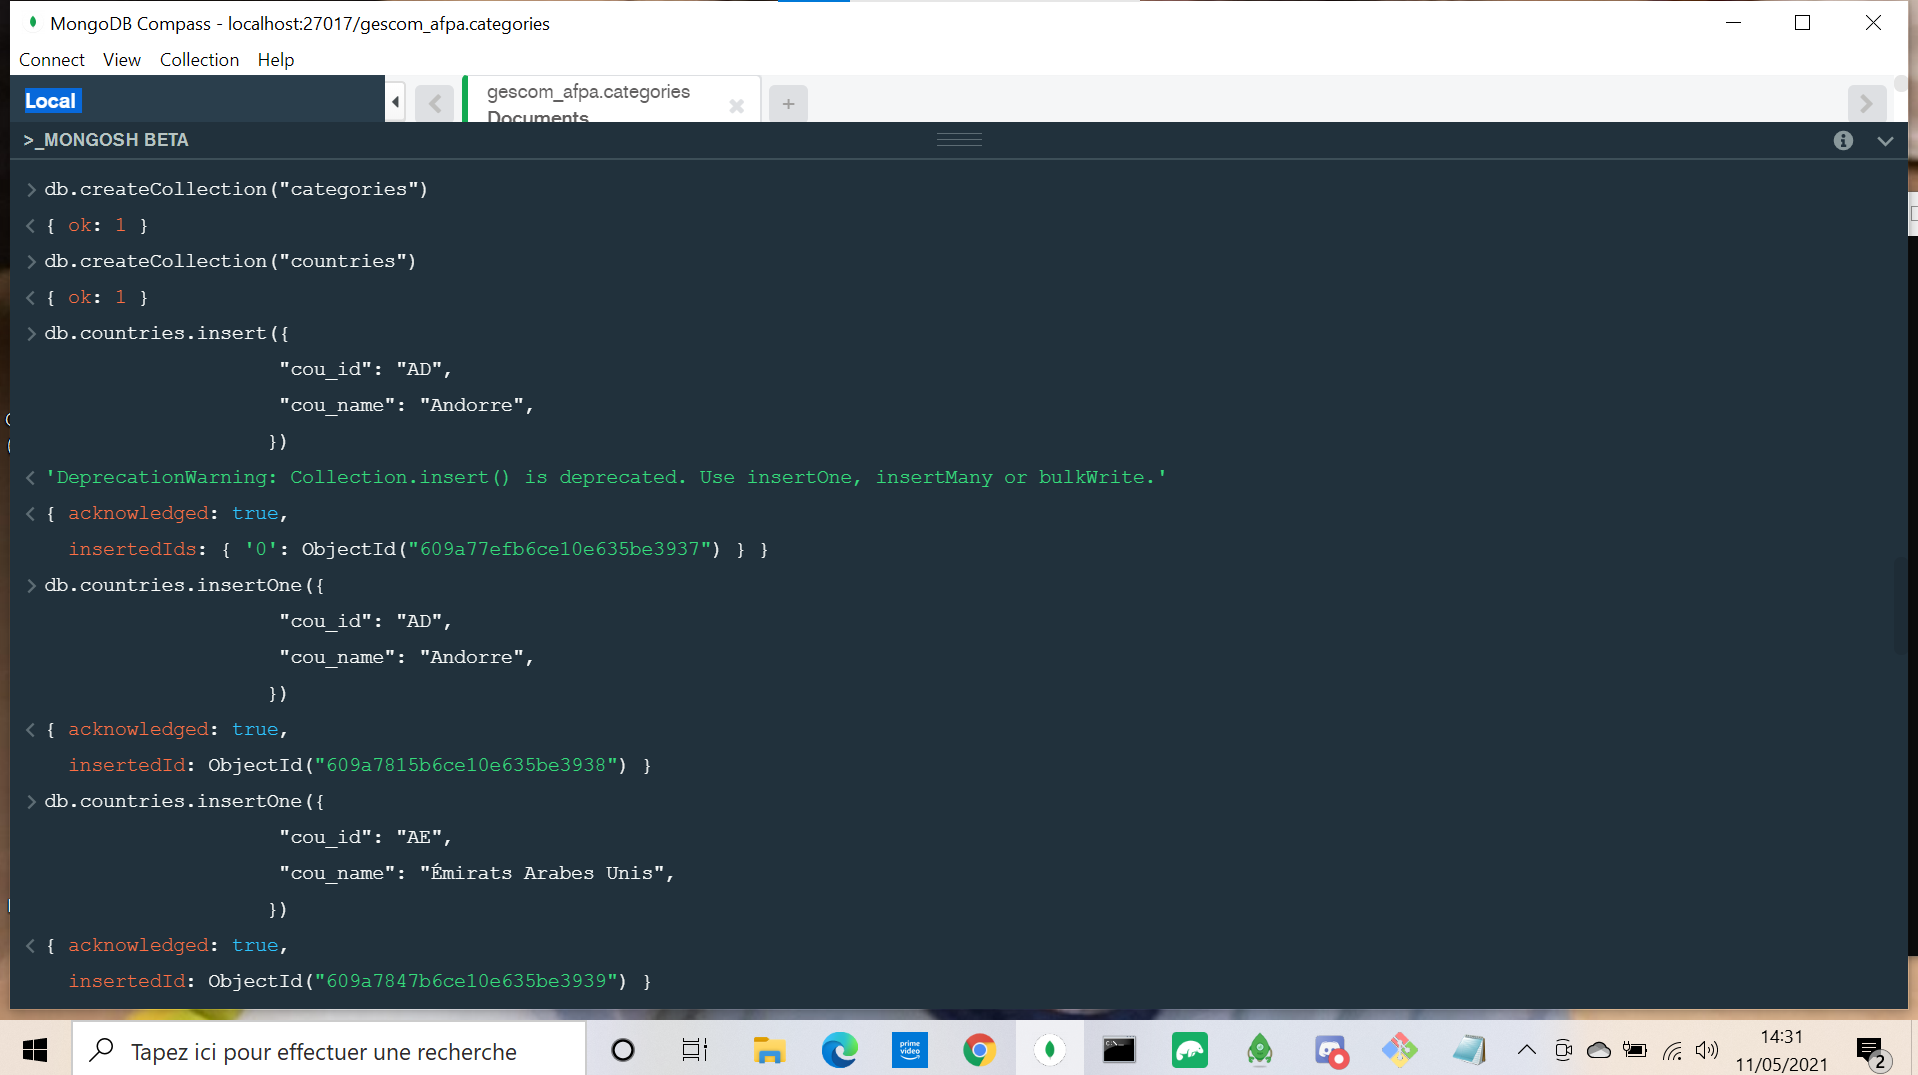 MongoDB Compass - localhost:27017/gescom_afpa.categories
Connect View Collection Help
Local
gescom_afpa.categories
Documents
+
>_MONGOSH BETA
> db.createCollection("categories")
< { ok: 1 }
> db.createCollection("countries")
< { ok: 1 }
> db.countries.insert({
"cou_id": "AD",
"cou_name": "Andorre",
})
< 'DeprecationWarning: Collection.insert() is deprecated. Use insertOne, insertMany or bulkWrite.'
< { acknowledged: true,
insertedIds: { '0': ObjectId("609a77efb6ce10e635be3937") } }
> db.countries.insertOne({
"cou_id": "AD",
"cou_name": "Andorre",
})
< { acknowledged: true,
insertedId: ObjectId("609a7815b6ce10e635be3938") }
> db.countries.insertOne({
"cou_id": "AE",
"cou_name": "Émirats Arabes Unis",
})
< { acknowledged: true,
insertedId: ObjectId("609a7847b6ce10e635be3939") }
Tapez ici pour effectuer une recherche
prime video
14:31
11/05/2021
2